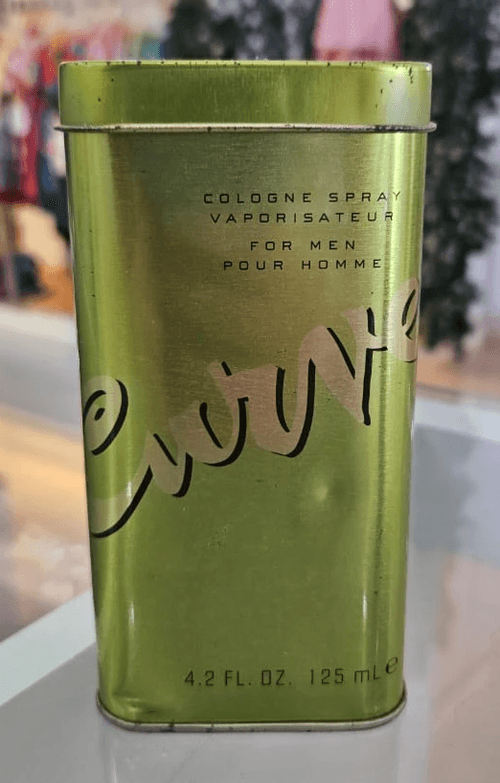 COLOGNE SPRAY
VAPORISATEUR
FOR MEN
POUR HOMME
Curve
4.2 FL. OZ. 125 mL ℮